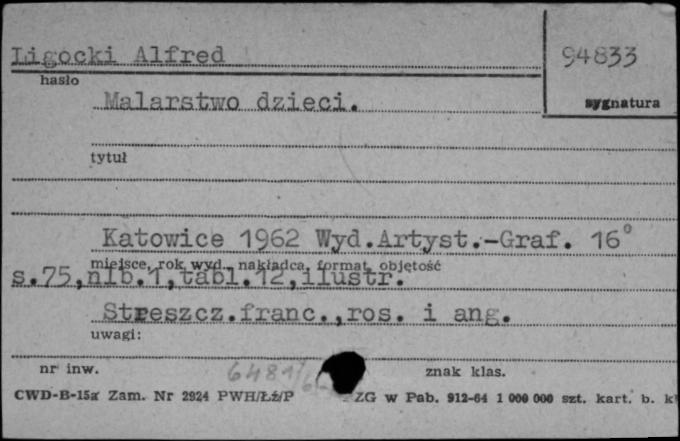 Ligocki Alfred
94833
hasło
sygnatura
Malarstwo dzieci.
tytuł
Katowice 1962 Wyd.Artyst.-Graf. 16°
miejsce, rok wyd., nakładca, format, objętość
s.75,nlb.1,tabl.12,ilustr.
Streszcz.franc.,ros. i ang.
uwagi:
nr inw.
6481/6
znak klas.
CWD-B-15a Zam. Nr 2924 PWH/Łź/P
ZG w Pab. 912-64 1 000 000 szt. kart. b. k